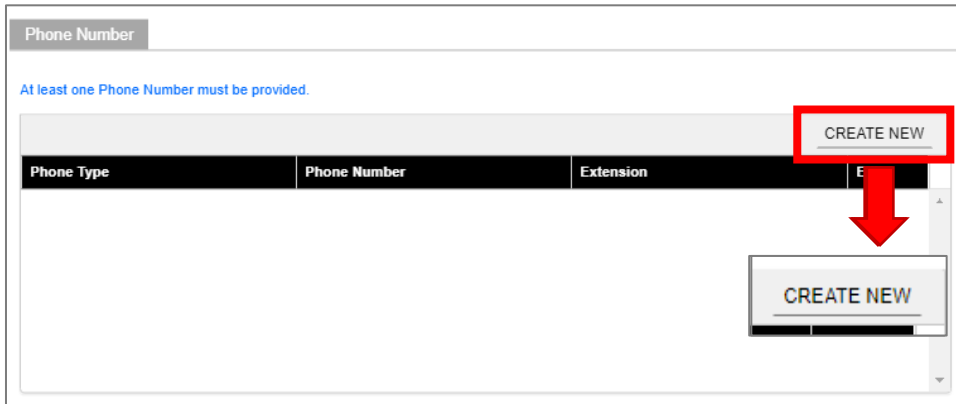 Phone Number
At least one Phone Number must be provided.
CREATE NEW
Phone Type Phone Number Extension
CREATE NEW